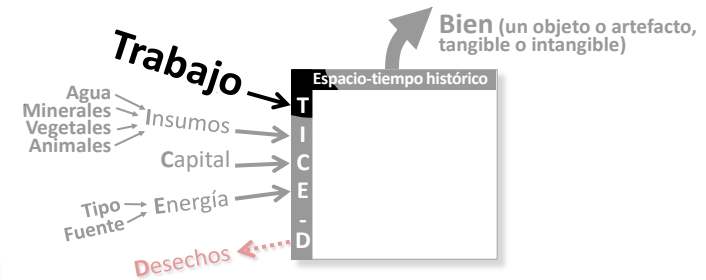 Bien (un objeto o artefacto,
tangible o intangible)
Trabajo
Espacio-tiempo histórico
Agua
Minerales
Vegetales
Animales
Insumos
Capital
Tipo
Fuente
Energía
Desechos
T
I
C
E
-
D